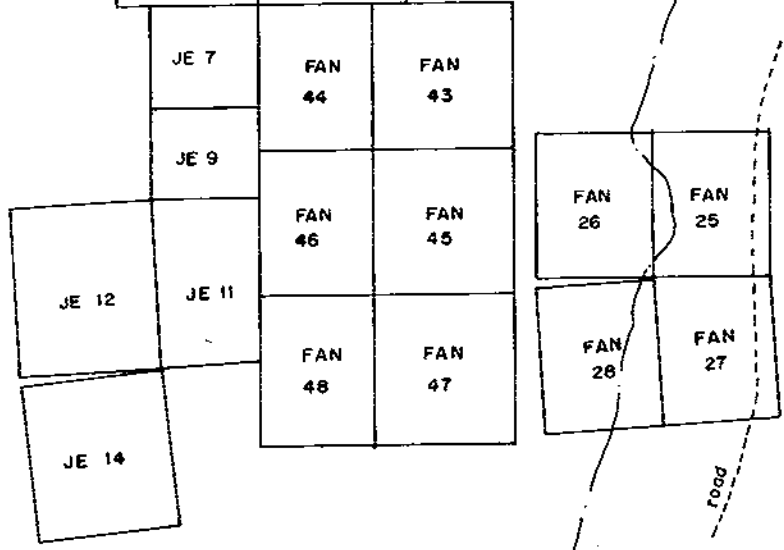 JE 7
FAN
44
FAN
43
JE 9
FAN
46
FAN
45
FAN
26
FAN
25
JE 12
JE 11
FAN
48
FAN
47
FAN
28
FAN
27
JE 14
road